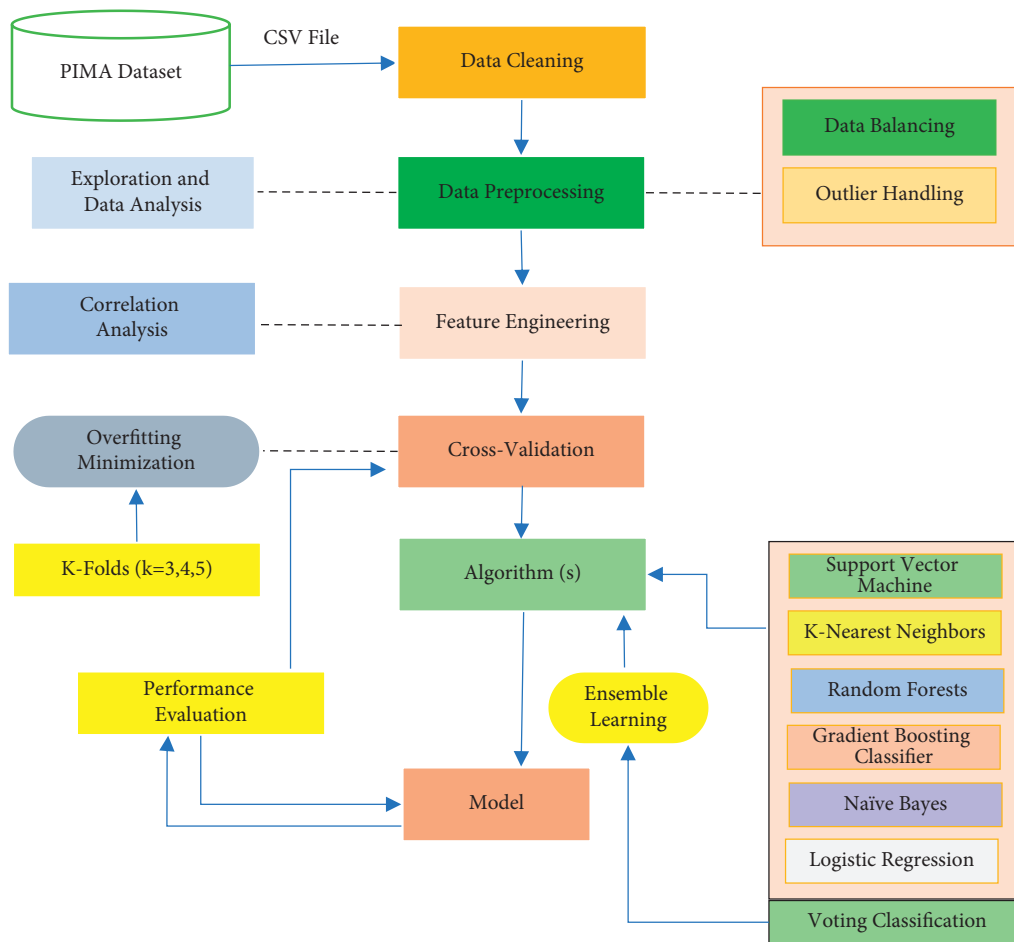 CSV File
PIMA Dataset
Data Cleaning
Data Balancing
Exploration and
Data Analysis
Data Preprocessing
Outlier Handling
Correlation
Analysis
Feature Engineering
Overfitting
Minimization
Cross-Validation
K-Folds (k=3,4,5)
Algorithm (s)
Support Vector
Machine
K-Nearest Neighbors
Performance
Evaluation
Ensemble
Learning
Random Forests
Gradient Boosting
Classifier
Model
Naïve Bayes
Logistic Regression
Voting Classification